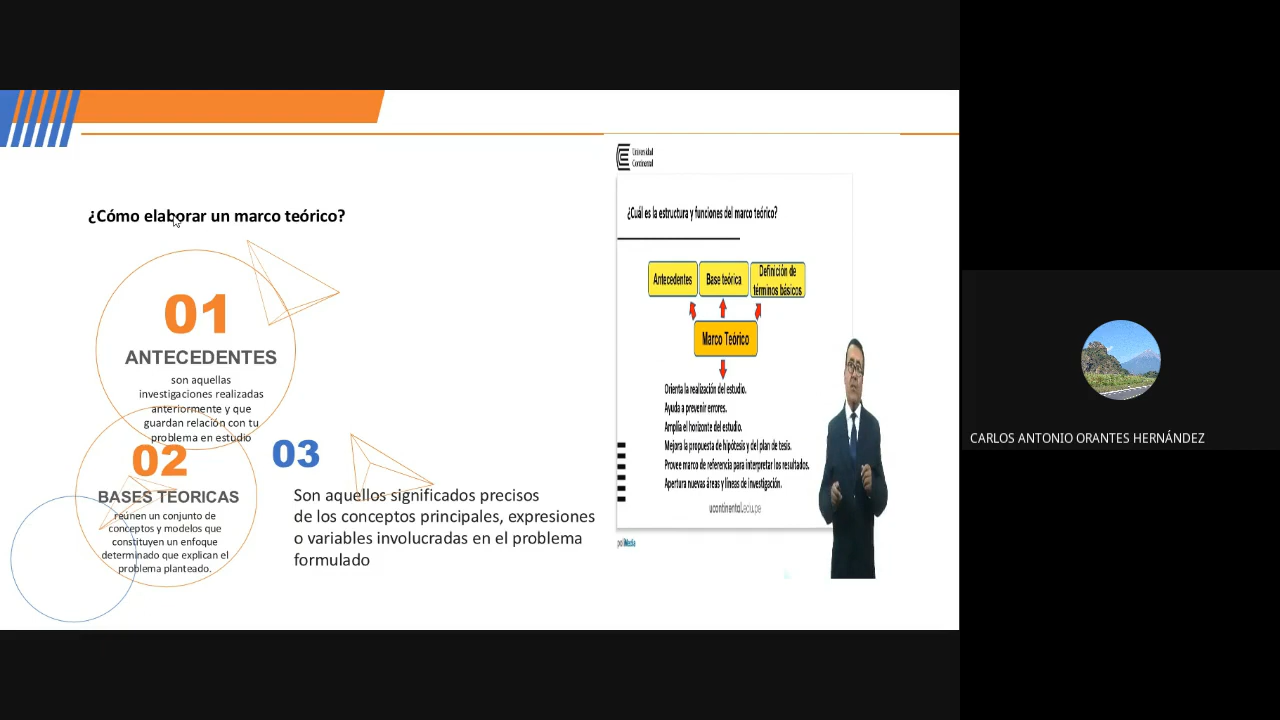 ¿Cómo elaborar un marco teórico?
01
ANTECEDENTES
son aquellas
investigaciones realizadas
anteriormente y que
guardan relación con tu
problema en estudio
02
BASES TEORICAS
reúnen un conjunto de
conceptos y modelos que
constituyen un enfoque
determinado que explican el
problema planteado.
03
Son aquellos significados precisos
de los conceptos principales, expresiones
o variables involucradas en el problema
formulado
Universidad
Continental
¿Cuál es la estructura y funciones del marco teórico?
Antecedentes
Base teórica
Definición de
términos básicos
Marco Teórico
Orienta la realización del estudio.
Ayuda a prevenir errores.
Amplía el horizonte del estudio.
Mejora la propuesta de hipótesis y del plan de tesis.
Provee marco de referencia para interpretar los resultados.
Apertura nuevas áreas y líneas de investigación.
ucontinental.edu.pe
CARLOS ANTONIO ORANTES HERNÁNDEZ